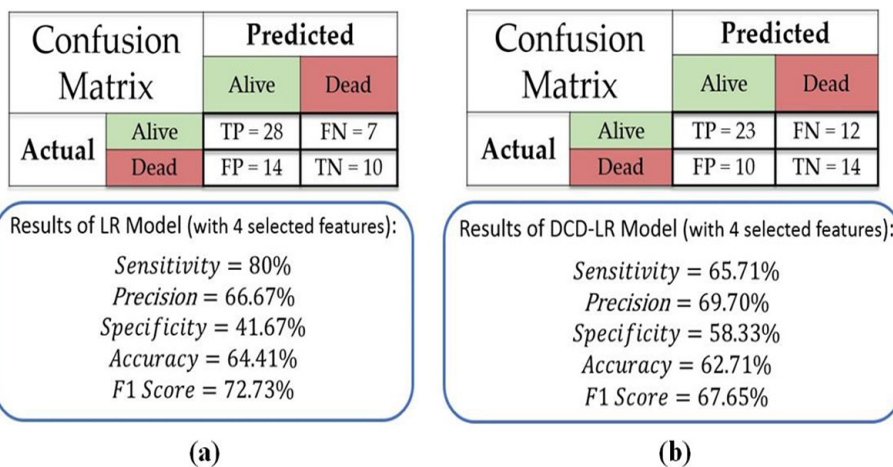 Confusion Matrix
Predicted
Alive Dead
Actual
Alive TP = 28 FN = 7
Dead FP = 14 TN = 10
Results of LR Model (with 4 selected features):
Sensitivity = 80%
Precision = 66.67%
Specificity = 41.67%
Accuracy = 64.41%
F1 Score = 72.73%
(a)
Confusion Matrix
Predicted
Alive Dead
Actual
Alive TP = 23 FN = 12
Dead FP = 10 TN = 14
Results of DCD-LR Model (with 4 selected features):
Sensitivity = 65.71%
Precision = 69.70%
Specificity = 58.33%
Accuracy = 62.71%
F1 Score = 67.65%
(b)